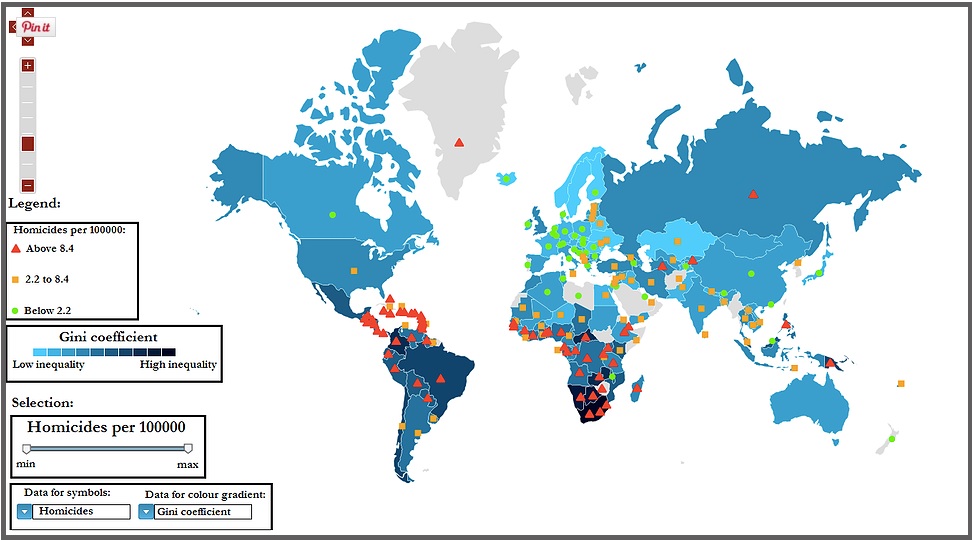 Pin it
+
−
Legend:
Homicides per 100000:
Above 8.4
2.2 to 8.4
Below 2.2
Gini coefficient
Low inequality High inequality
Selection:
Homicides per 100000
min max
Data for symbols: Data for colour gradient:
Homicides Gini coefficient